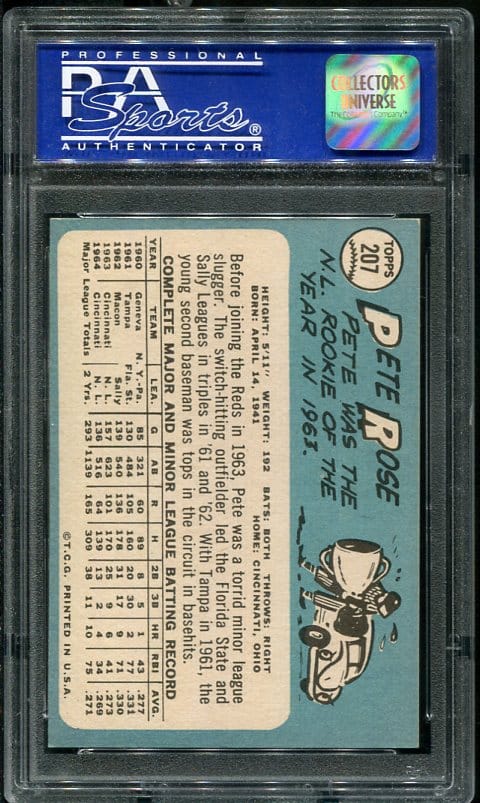 PROFESSIONAL
PSA
Sports®
AUTHENTICATOR
COLLECTORS
UNIVERSE
TOPPS
207
PETE ROSE
PETE WAS THE
N.L. ROOKIE OF THE
YEAR IN 1963.
HEIGHT: 5'11" WEIGHT: 192 BATS: BOTH THROWS: RIGHT
BORN: APRIL 14, 1941 HOME: CINCINNATI, OHIO
Before joining the Reds in 1963, Pete was a torrid minor league
slugger. The switch-hitting outfielder led the Florida State and
Sally Leagues in triples in '61 and '62. With Tampa in 1961, the
young second baseman was tops in the circuit in basehits.
COMPLETE MAJOR AND MINOR LEAGUE BATTING RECORD
YEAR TEAM LEA. G AB R H 2B 3B HR RBI AVG.
1960 Geneva N.Y.-Pa. 85 321 60 89 8 5 1 43 .277
1961 Tampa Fla. St. 130 484 105 160 20 30 2 77 .331
1962 Macon Sally 139 540 136 178 31 17 9 71 .330
1963 Cincinnati N. L. 157 623 101 170 25 9 6 41 .273
1964 Cincinnati N. L. 136 516 64 139 13 2 4 34 .269
Major League Totals 2 Yrs. 293 1139 165 309 38 11 10 75 .271
©T.C.G. PRINTED IN U.S.A.